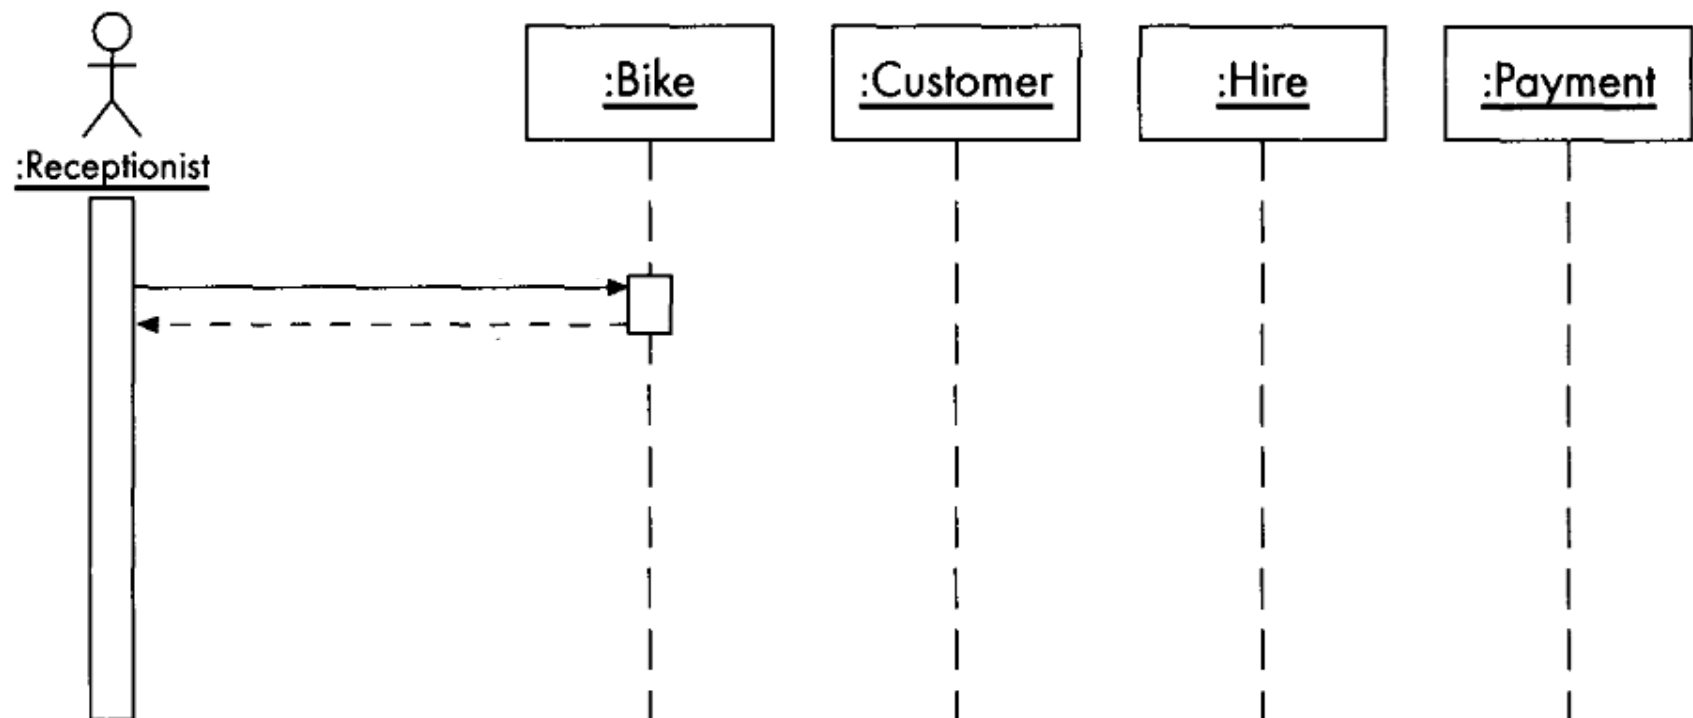 :Bike
:Customer
:Hire
:Payment
:Receptionist